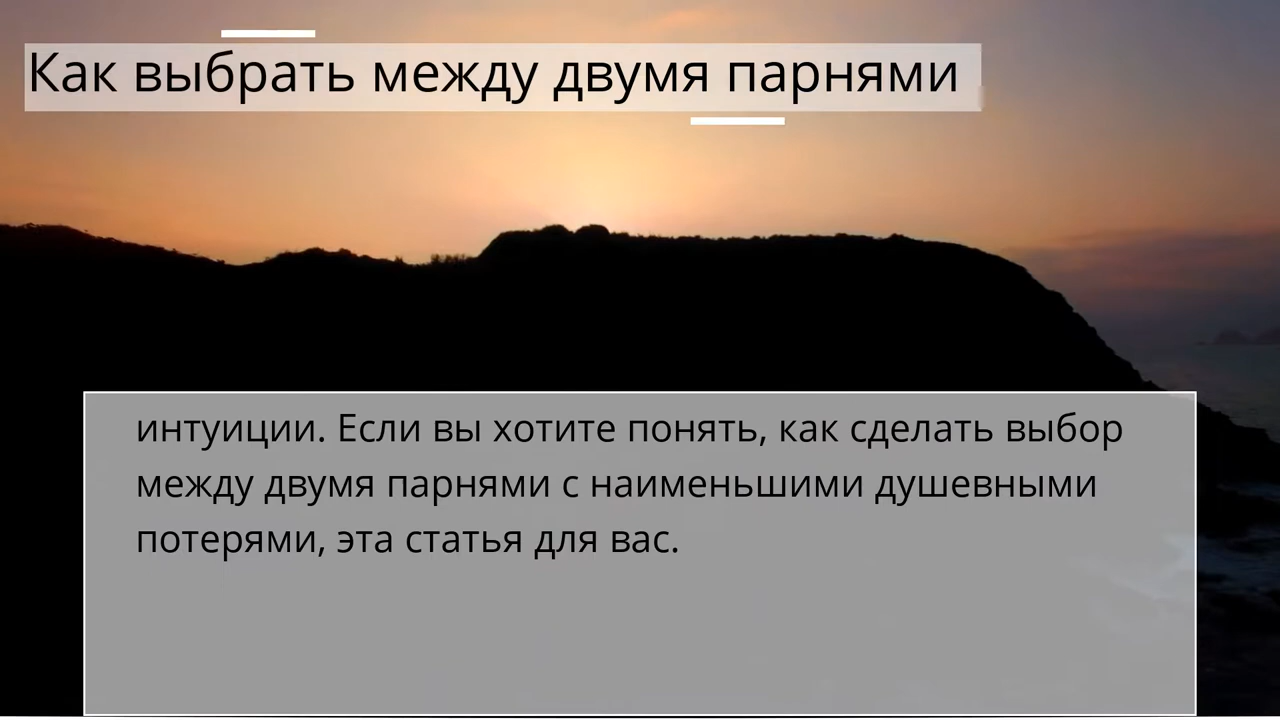 Как выбрать между двумя парнями
интуиции. Если вы хотите понять, как сделать выбор
между двумя парнями с наименьшими душевными
потерями, эта статья для вас.